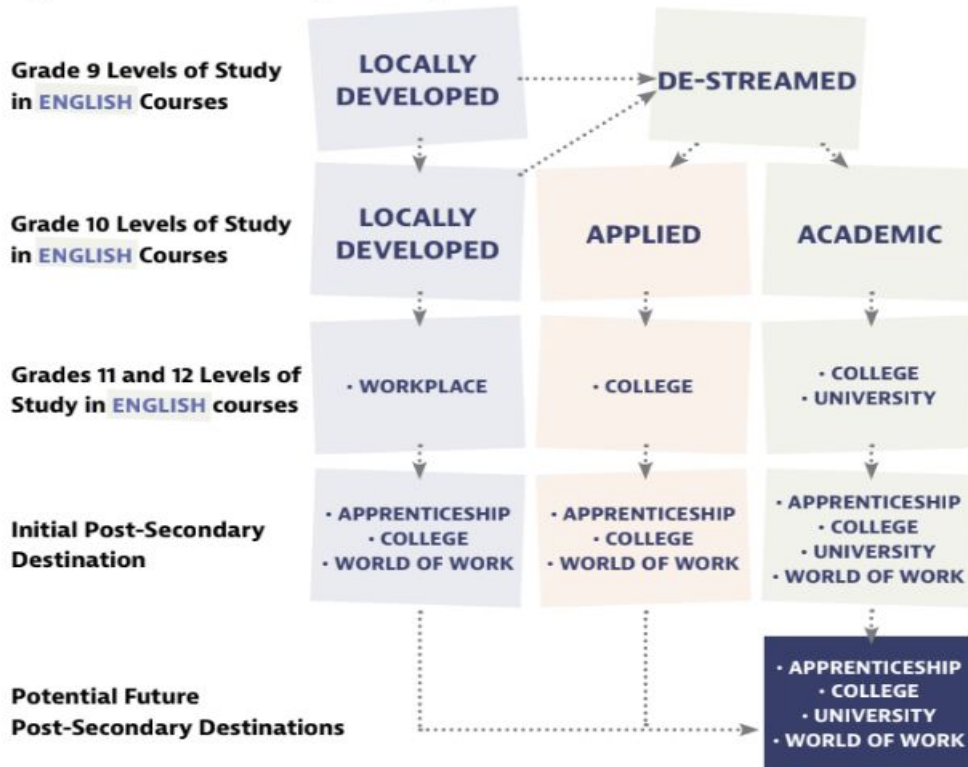 Grade 9 Levels of Study
in ENGLISH Courses
LOCALLY
DEVELOPED
DE-STREAMED
Grade 10 Levels of Study
in ENGLISH Courses
LOCALLY
DEVELOPED
APPLIED
ACADEMIC
Grades 11 and 12 Levels of
Study in ENGLISH courses
• WORKPLACE
• COLLEGE
• COLLEGE
• UNIVERSITY
Initial Post-Secondary
Destination
• APPRENTICESHIP
• COLLEGE
• WORLD OF WORK
• APPRENTICESHIP
• COLLEGE
• WORLD OF WORK
• APPRENTICESHIP
• COLLEGE
• UNIVERSITY
• WORLD OF WORK
Potential Future
Post-Secondary Destinations
• APPRENTICESHIP
• COLLEGE
• UNIVERSITY
• WORLD OF WORK